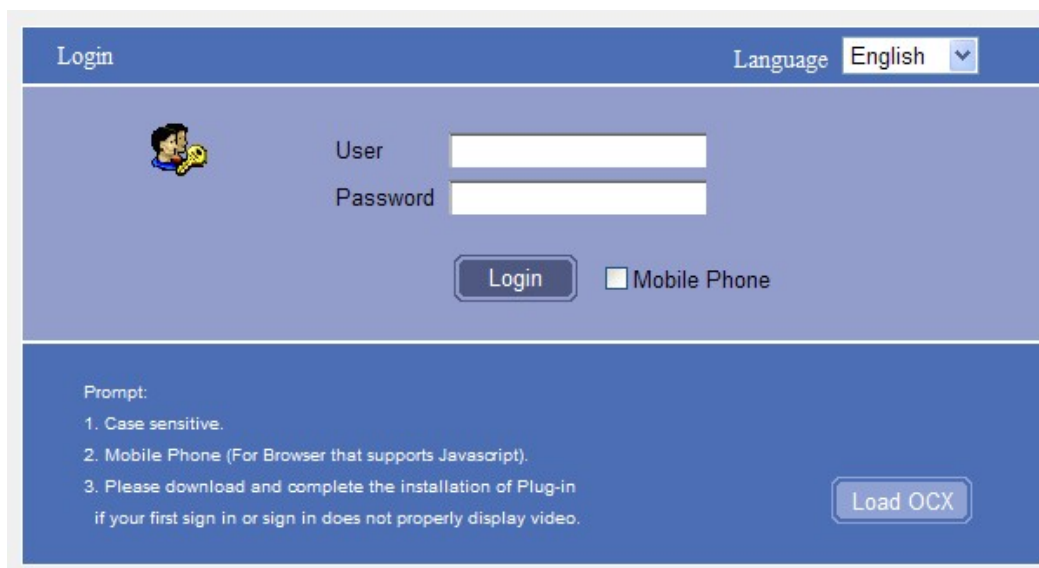 Login
Language English
User
Password
Login Mobile Phone
Prompt:
1. Case sensitive.
2. Mobile Phone (For Browser that supports Javascript).
3. Please download and complete the installation of Plug-in
if your first sign in or sign in does not properly display video.
Load OCX